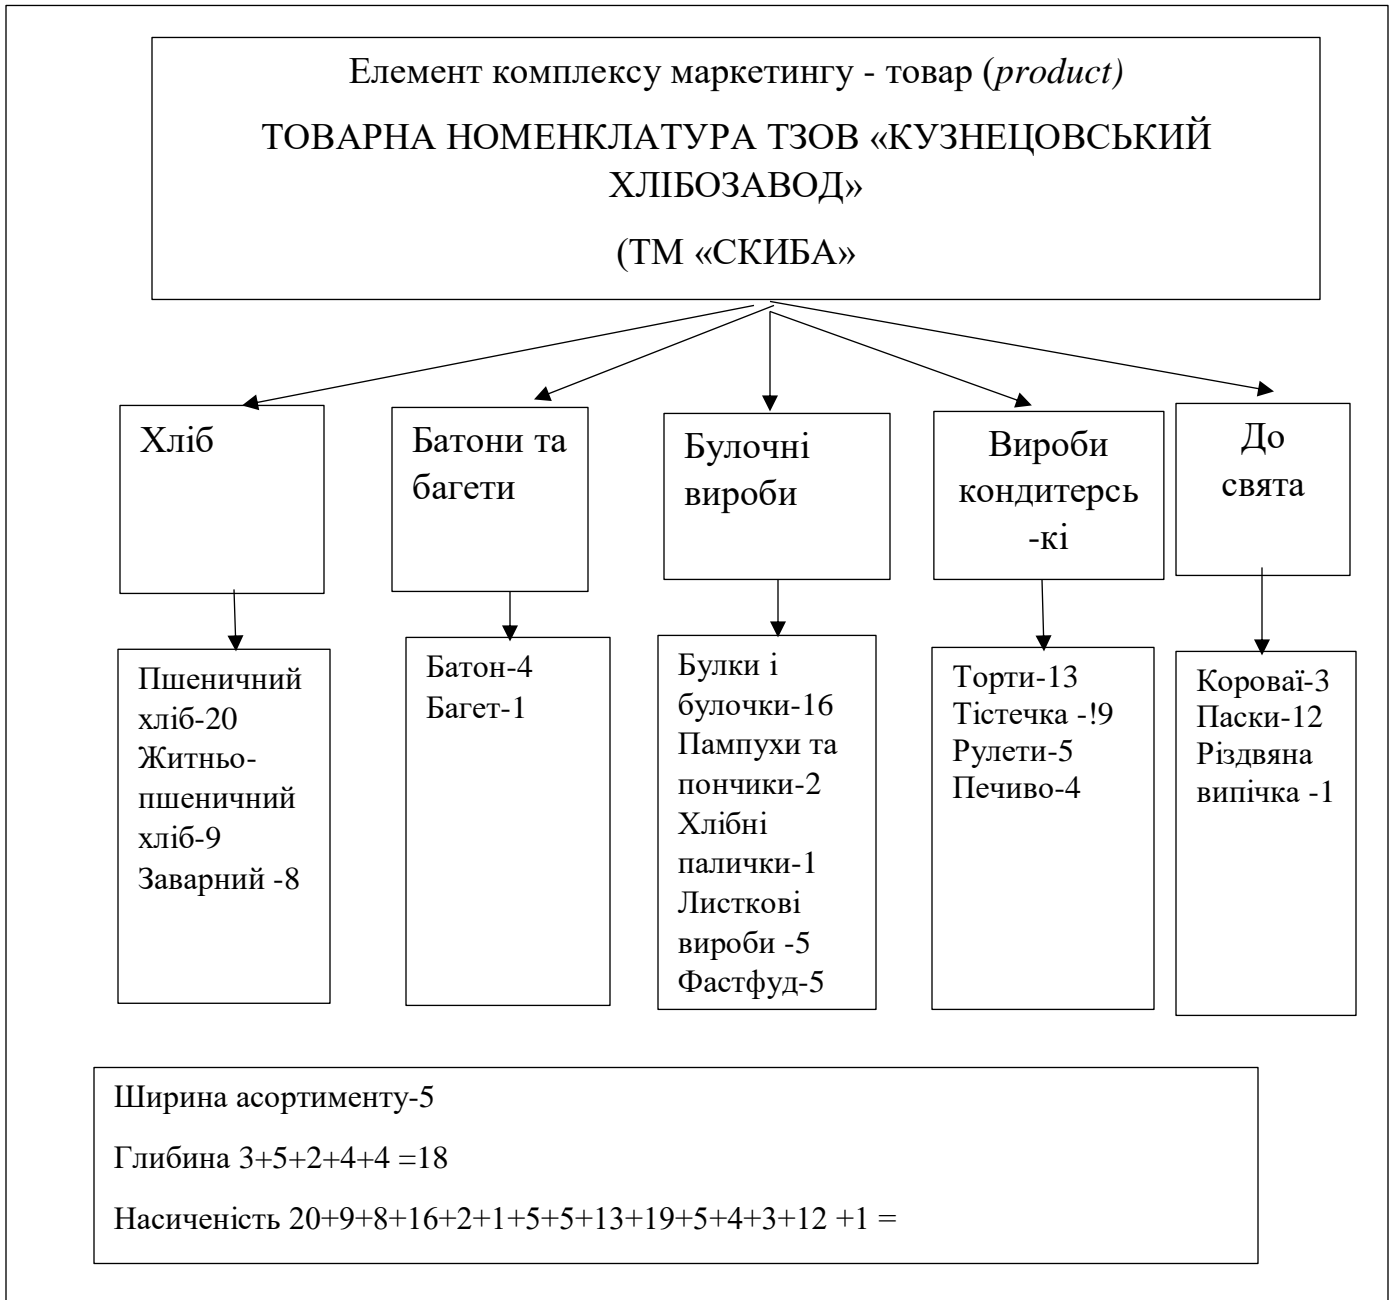 Елемент комплексу маркетингу - товар (product)
ТОВАРНА НОМЕНКЛАТУРА ТЗОВ «КУЗНЕЦОВСЬКИЙ
ХЛІБОЗАВОД»
(ТМ «СКИБА»
Хліб
Батони та
багети
Булочні
вироби
Вироби
кондитерсь
-кі
До
свята
Пшеничний
хліб-20
Житньо-
пшеничний
хліб-9
Заварний -8
Батон-4
Багет-1
Булки і
булочки-16
Пампухи та
пончики-2
Хлібні
палички-1
Листкові
вироби -5
Фастфуд-5
Торти-13
Тістечка -!9
Рулети-5
Печиво-4
Короваї-3
Паски-12
Різдвяна
випічка -1
Ширина асортименту-5
Глибина 3+5+2+4+4 =18
Насиченість 20+9+8+16+2+1+5+5+13+19+5+4+3+12 +1 =